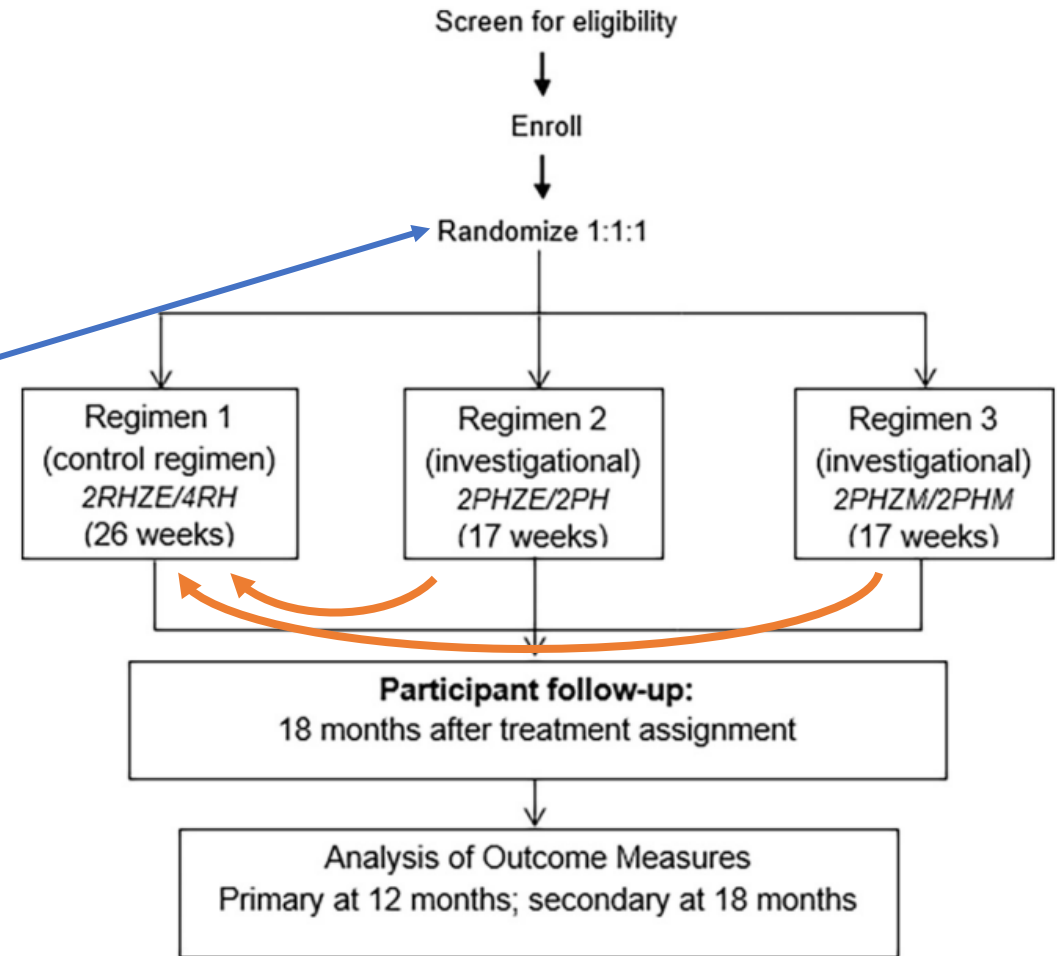 Screen for eligibility
Enroll
Randomize 1:1:1
Regimen 1
(control regimen)
2RHZE/4RH
(26 weeks)
Regimen 2
(investigational)
2PHZE/2PH
(17 weeks)
Regimen 3
(investigational)
2PHZM/2PHM
(17 weeks)
Participant follow-up:
18 months after treatment assignment
Analysis of Outcome Measures
Primary at 12 months; secondary at 18 months